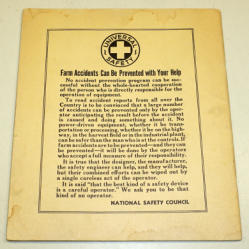 UNIVERSAL
SAFETY
Farm Accidents Can Be Prevented with Your Help
No accident prevention program can be suc-
cessful without the whole-hearted cooperation
of the person who is directly responsible for the
operation of equipment.
To read accident reports from all over the
Country is to be convinced that a large number
of accidents can be prevented only by the oper-
ator anticipating the result before the accident
is caused and doing something about it. No
power-driven equipment, whether it be trans-
portation or processing, whether it be on the high-
way, in the harvest field or in the industrial plant,
can be safer than the man who is at the controls. If
farm accidents are to be prevented—and they can
be prevented—it will be done by the operators
who accept a full measure of their responsibility.
It is true that the designer, the manufacturer,
the safety engineer can help, and they will help,
but their combined efforts can be wiped out by
a single careless act of the operator.
It is said "that the best kind of a safety device
is a careful operator." We ask you to be that
kind of an operator.
NATIONAL SAFETY COUNCIL